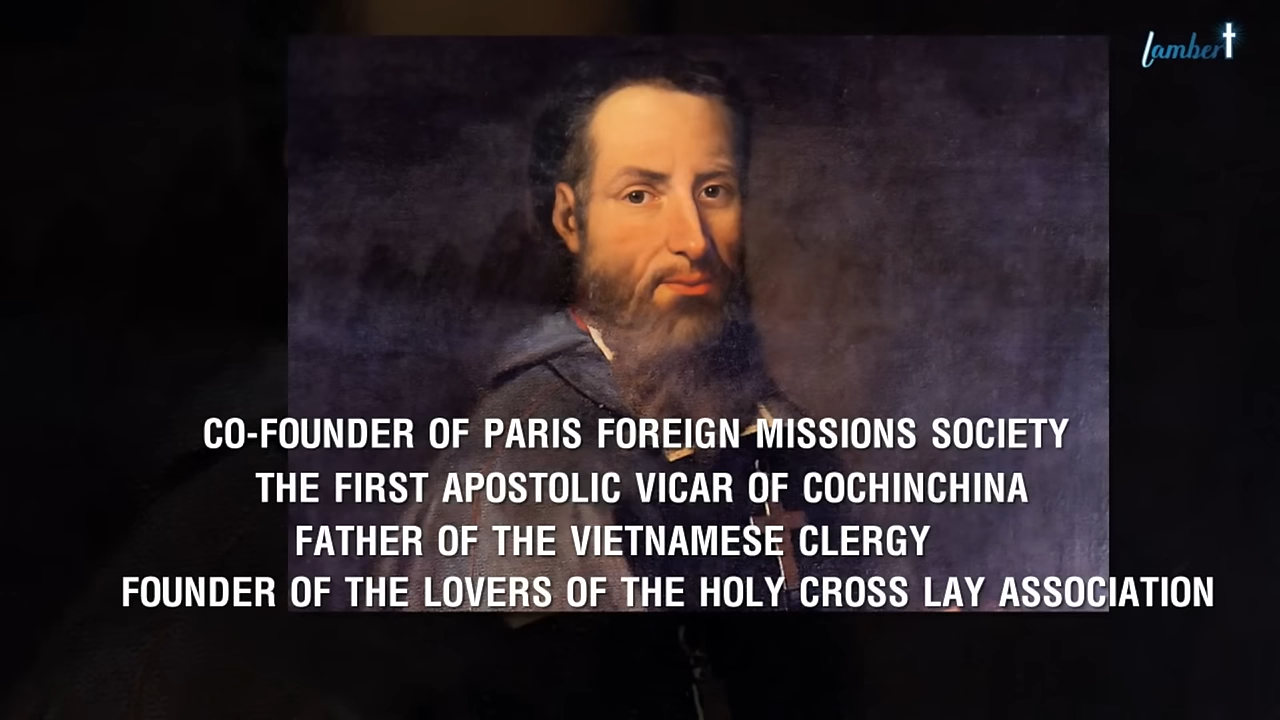 Lambert
CO-FOUNDER OF PARIS FOREIGN MISSIONS SOCIETY
THE FIRST APOSTOLIC VICAR OF COCHINCHINA
FATHER OF THE VIETNAMESE CLERGY
FOUNDER OF THE LOVERS OF THE HOLY CROSS LAY ASSOCIATION